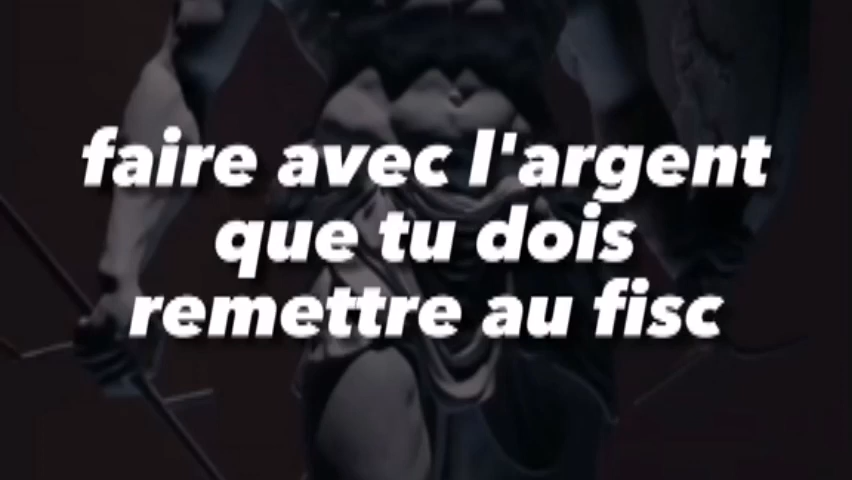 faire avec l'argent
que tu dois
remettre au fisc